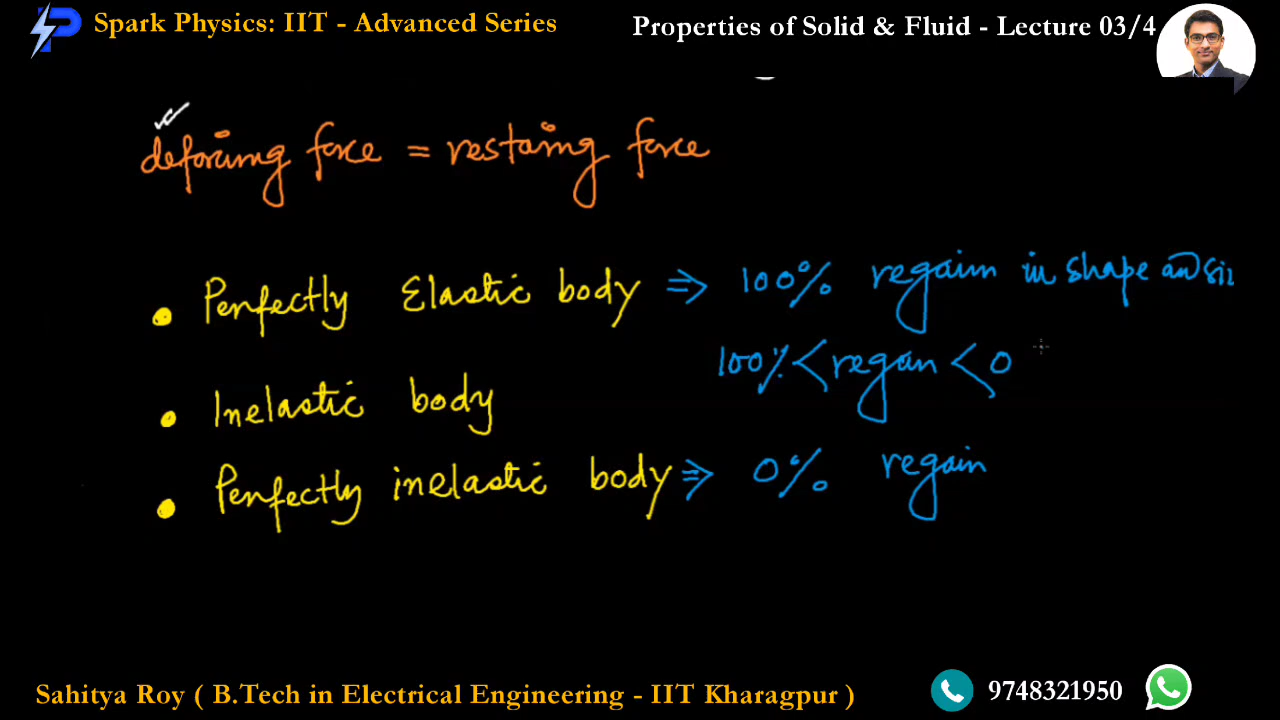 Spark Physics: IIT - Advanced Series
Properties of Solid & Fluid - Lecture 03/4
deforming force = restoring force
• Perfectly Elastic body ⇒ 100% regain in shape and siz
100% < regain < 0
• Inelastic body
• Perfectly inelastic body ⇒ 0% regain
Sahitya Roy ( B.Tech in Electrical Engineering - IIT Kharagpur )
9748321950